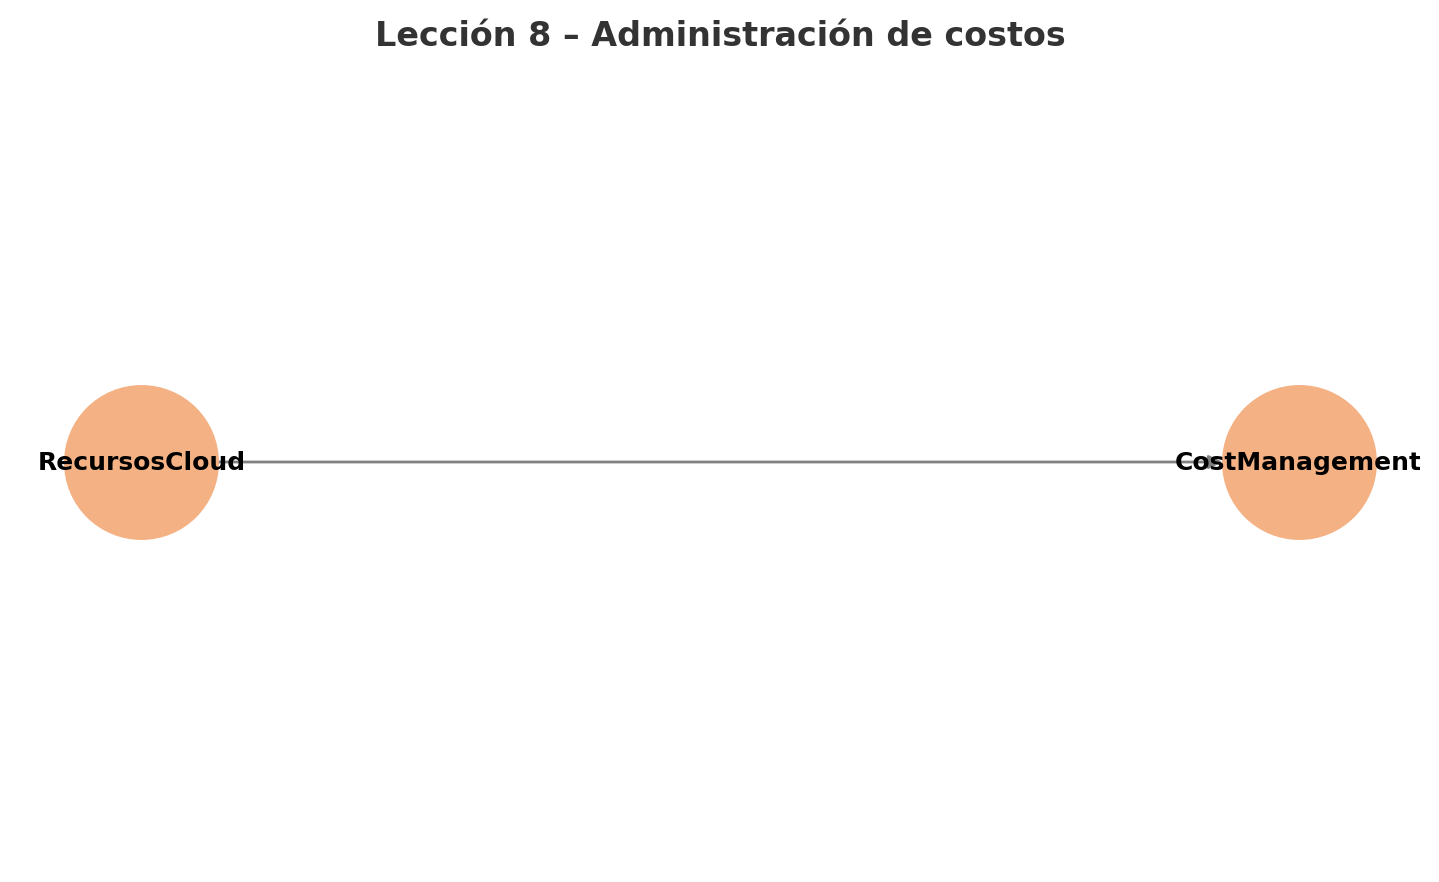 Lección 8 – Administración de costos
RecursosCloud
CostManagement